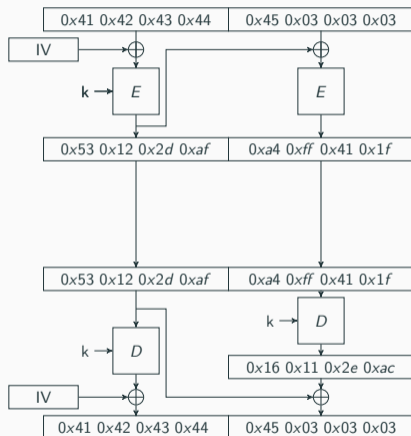 0x41 0x42 0x43 0x44 0x45 0x03 0x03 0x03
IV
k E E
0x53 0x12 0x2d 0xaf 0xa4 0xff 0x41 0x1f
0x53 0x12 0x2d 0xaf 0xa4 0xff 0x41 0x1f
k D
k D
0x16 0x11 0x2e 0xac
IV
0x41 0x42 0x43 0x44 0x45 0x03 0x03 0x03